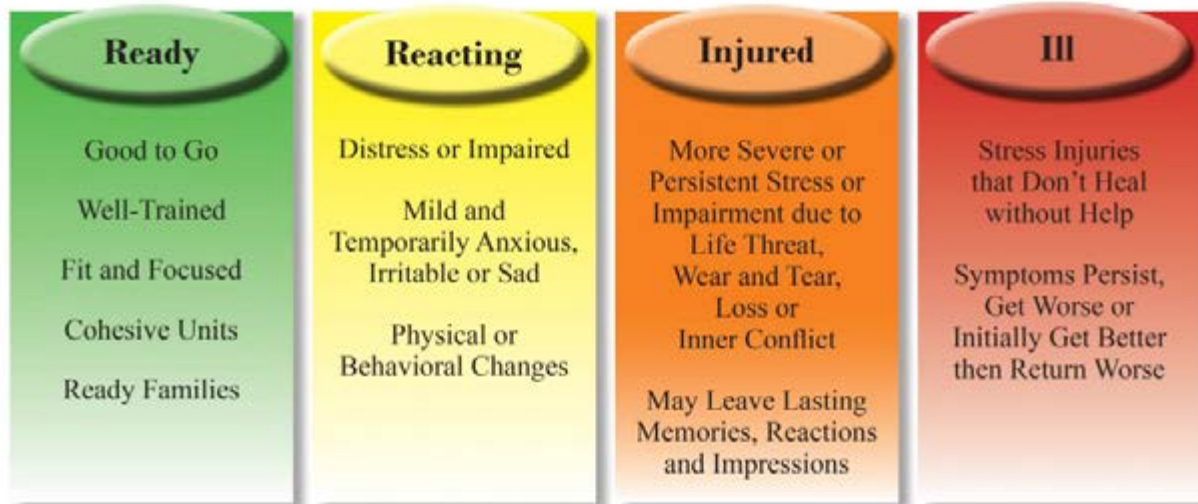 Ready
Good to Go
Well-Trained
Fit and Focused
Cohesive Units
Ready Families
Reacting
Distress or Impaired
Mild and
Temporarily Anxious,
Irritable or Sad
Physical or
Behavioral Changes
Injured
More Severe or
Persistent Stress or
Impairment due to
Life Threat,
Wear and Tear,
Loss or
Inner Conflict
May Leave Lasting
Memories, Reactions
and Impressions
Ill
Stress Injuries
that Don't Heal
without Help
Symptoms Persist,
Get Worse or
Initially Get Better
then Return Worse